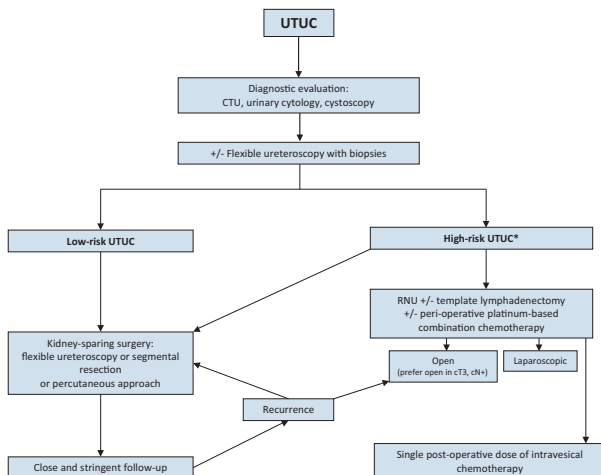 UTUC
Diagnostic evaluation:
CTU, urinary cytology, cystoscopy
+/- Flexible ureteroscopy with biopsies
Low-risk UTUC
High-risk UTUC*
RNU +/- template lymphadenectomy
+/- peri-operative platinum-based
combination chemotherapy
Kidney-sparing surgery:
flexible ureteroscopy or segmental
resection
or percutaneous approach
Open
(prefer open in cT3, cN+)
Laparoscopic
Recurrence
Close and stringent follow-up
Single post-operative dose of intravesical
chemotherapy